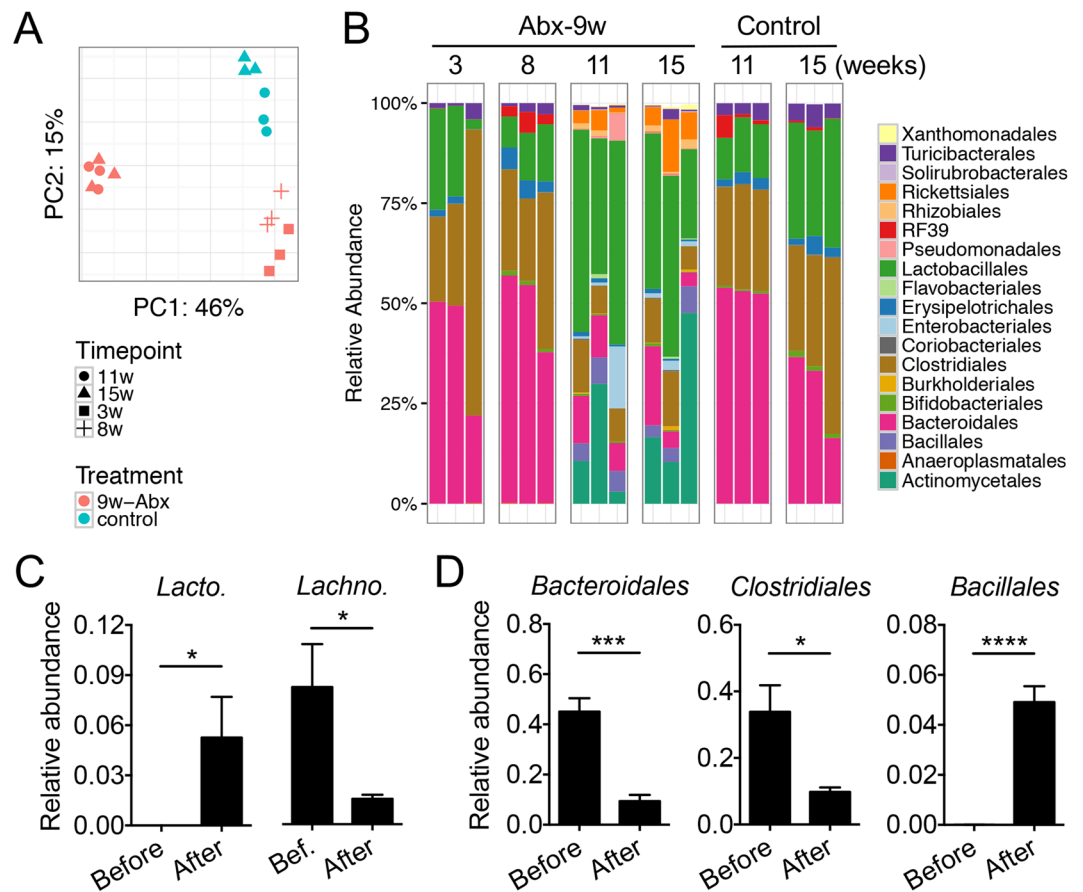 A
PC2: 15%
PC1: 46%
Timepoint
11w
15w
3w
8w
Treatment
9w−Abx
control
B
Abx-9w Control
3 8 11 15 11 15 (weeks)
Relative Abundance
100%
75%
50%
25%
0%
Xanthomonadales
Turicibacterales
Solirubrobacterales
Rickettsiales
Rhizobiales
RF39
Pseudomonadales
Lactobacillales
Flavobacteriales
Erysipelotrichales
Enterobacteriales
Coriobacteriales
Clostridiales
Burkholderiales
Bifidobacteriales
Bacteroidales
Bacillales
Anaeroplasmatales
Actinomycetales
C
Lacto. Lachno.
Relative abundance
0.12
0.09
0.06
0.03
0.00
* *
Before After Bef. After
D
Bacteroidales Clostridiales Bacillales
Relative abundance
0.8
0.6
0.4
0.2
0.0
***
Before After
0.6
0.4
0.2
0.0
*
Before After
0.08
0.06
0.04
0.02
0.00
****
Before After